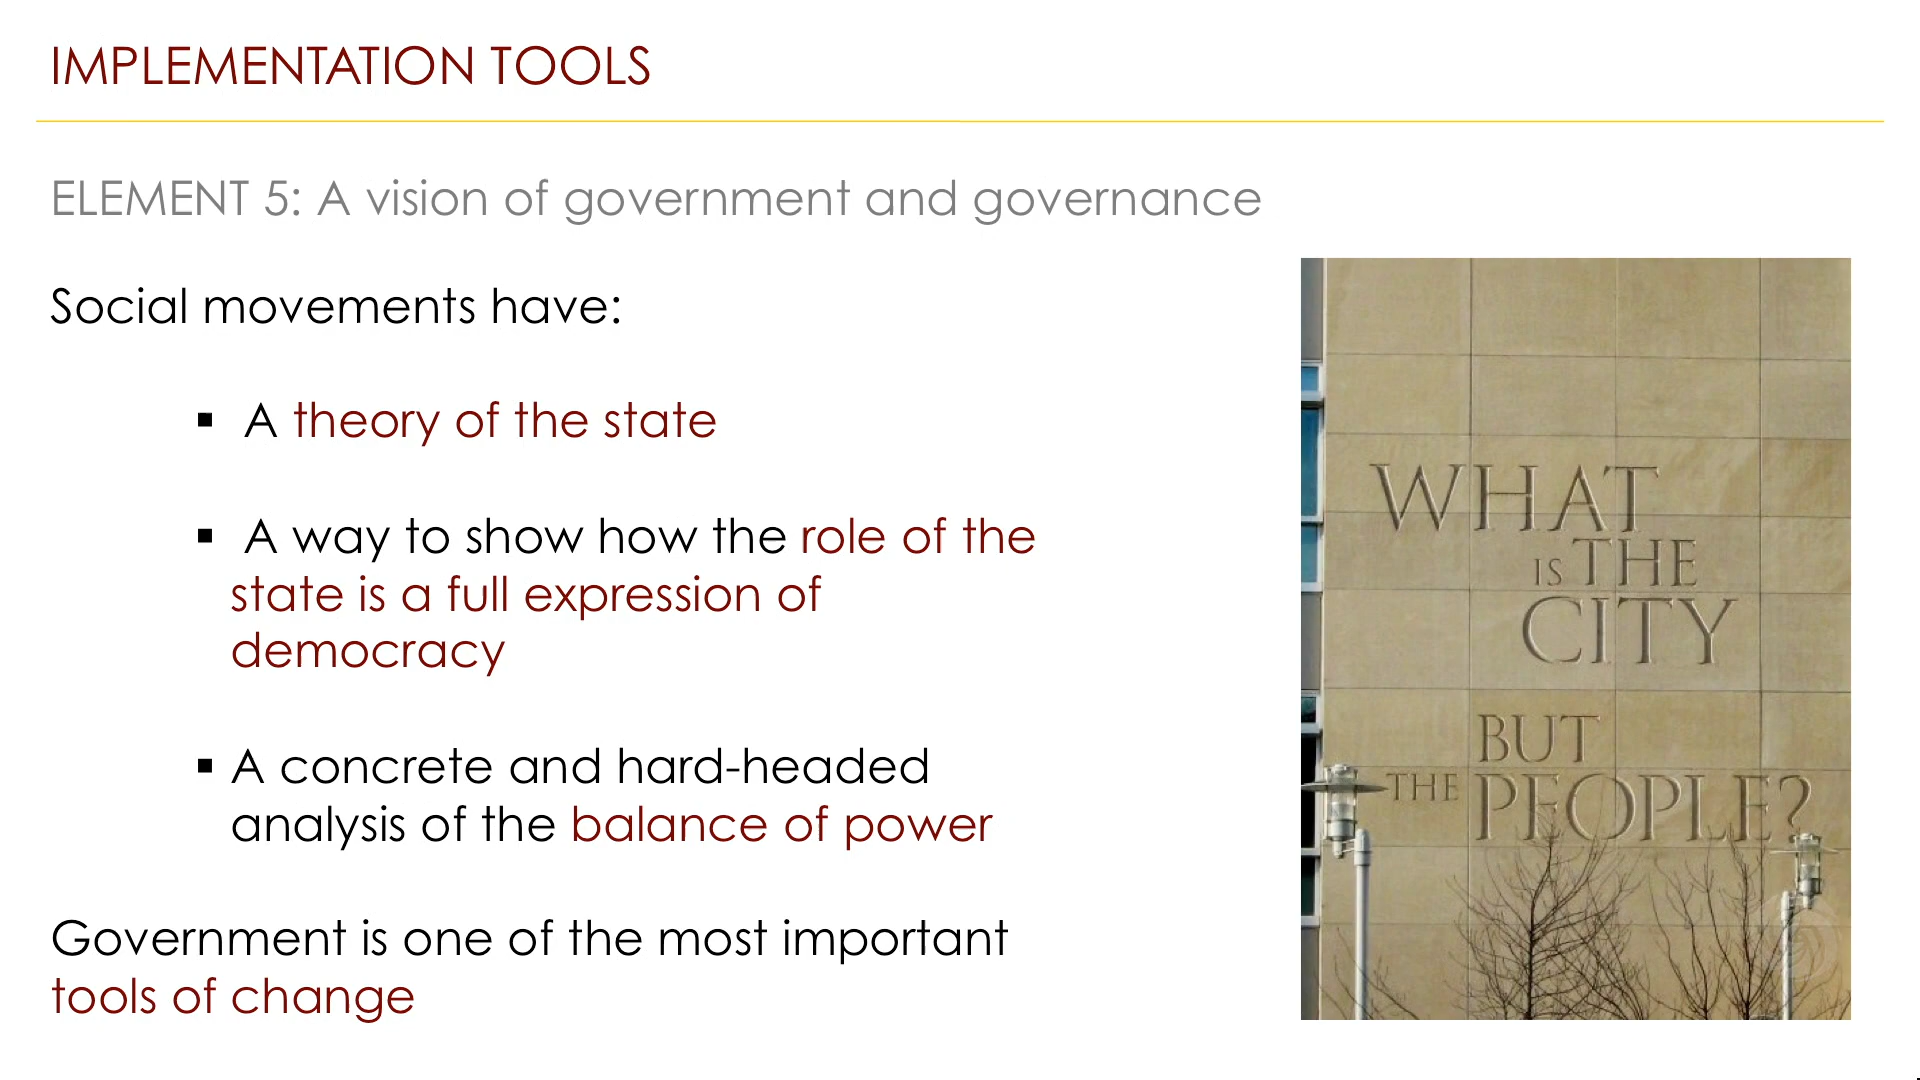 IMPLEMENTATION TOOLS
ELEMENT 5: A vision of government and governance
Social movements have:
▪ A theory of the state
▪ A way to show how the role of the
state is a full expression of
democracy
▪ A concrete and hard-headed
analysis of the balance of power
Government is one of the most important
tools of change
WHAT
IS THE
CITY
BUT
THE PEOPLE?